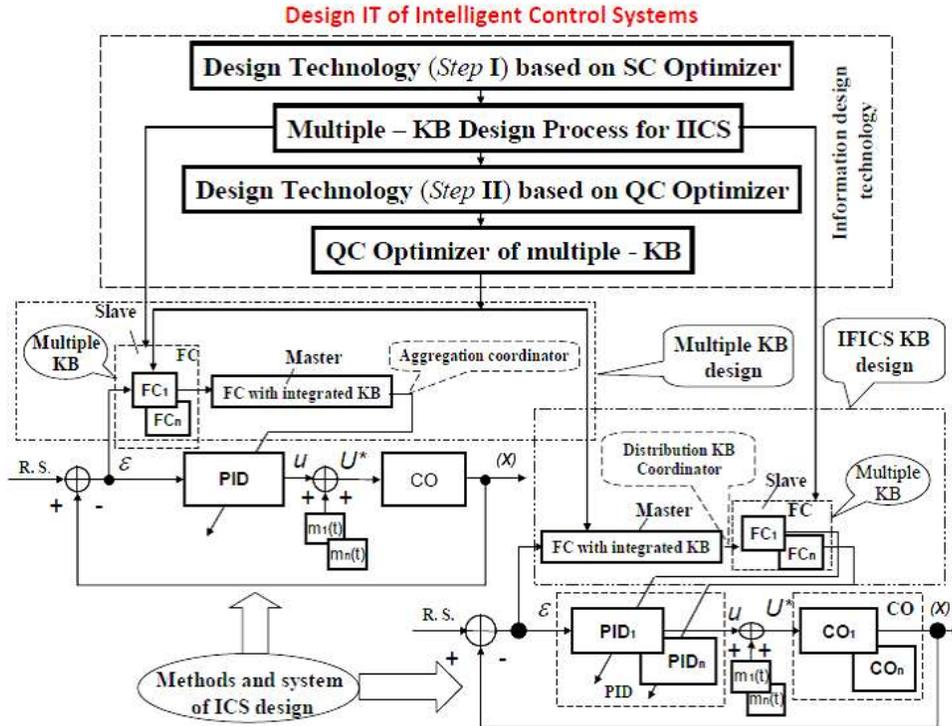 Design IT of Intelligent Control Systems
Design Technology (Step I) based on SC Optimizer
Multiple – KB Design Process for IICS
Design Technology (Step II) based on QC Optimizer
QC Optimizer of multiple - KB
Information design
technology
Slave
Multiple
KB
FC
FC1
FCn
Master
FC with integrated KB
Aggregation coordinator
Multiple KB
design
IFICS KB
design
R. S.
+
-
ε
PID
u
+
U*
+
CO
(X)
m1(t)
mn(t)
Distribution KB
Coordinator
Slave
FC
FC1
FCn
Multiple
KB
Master
FC with integrated KB
R. S.
+
-
ε
PID1
PIDn
PID
u
+
U*
+
CO
CO1
COn
(X)
m1(t)
mn(t)
Methods and system
of ICS design